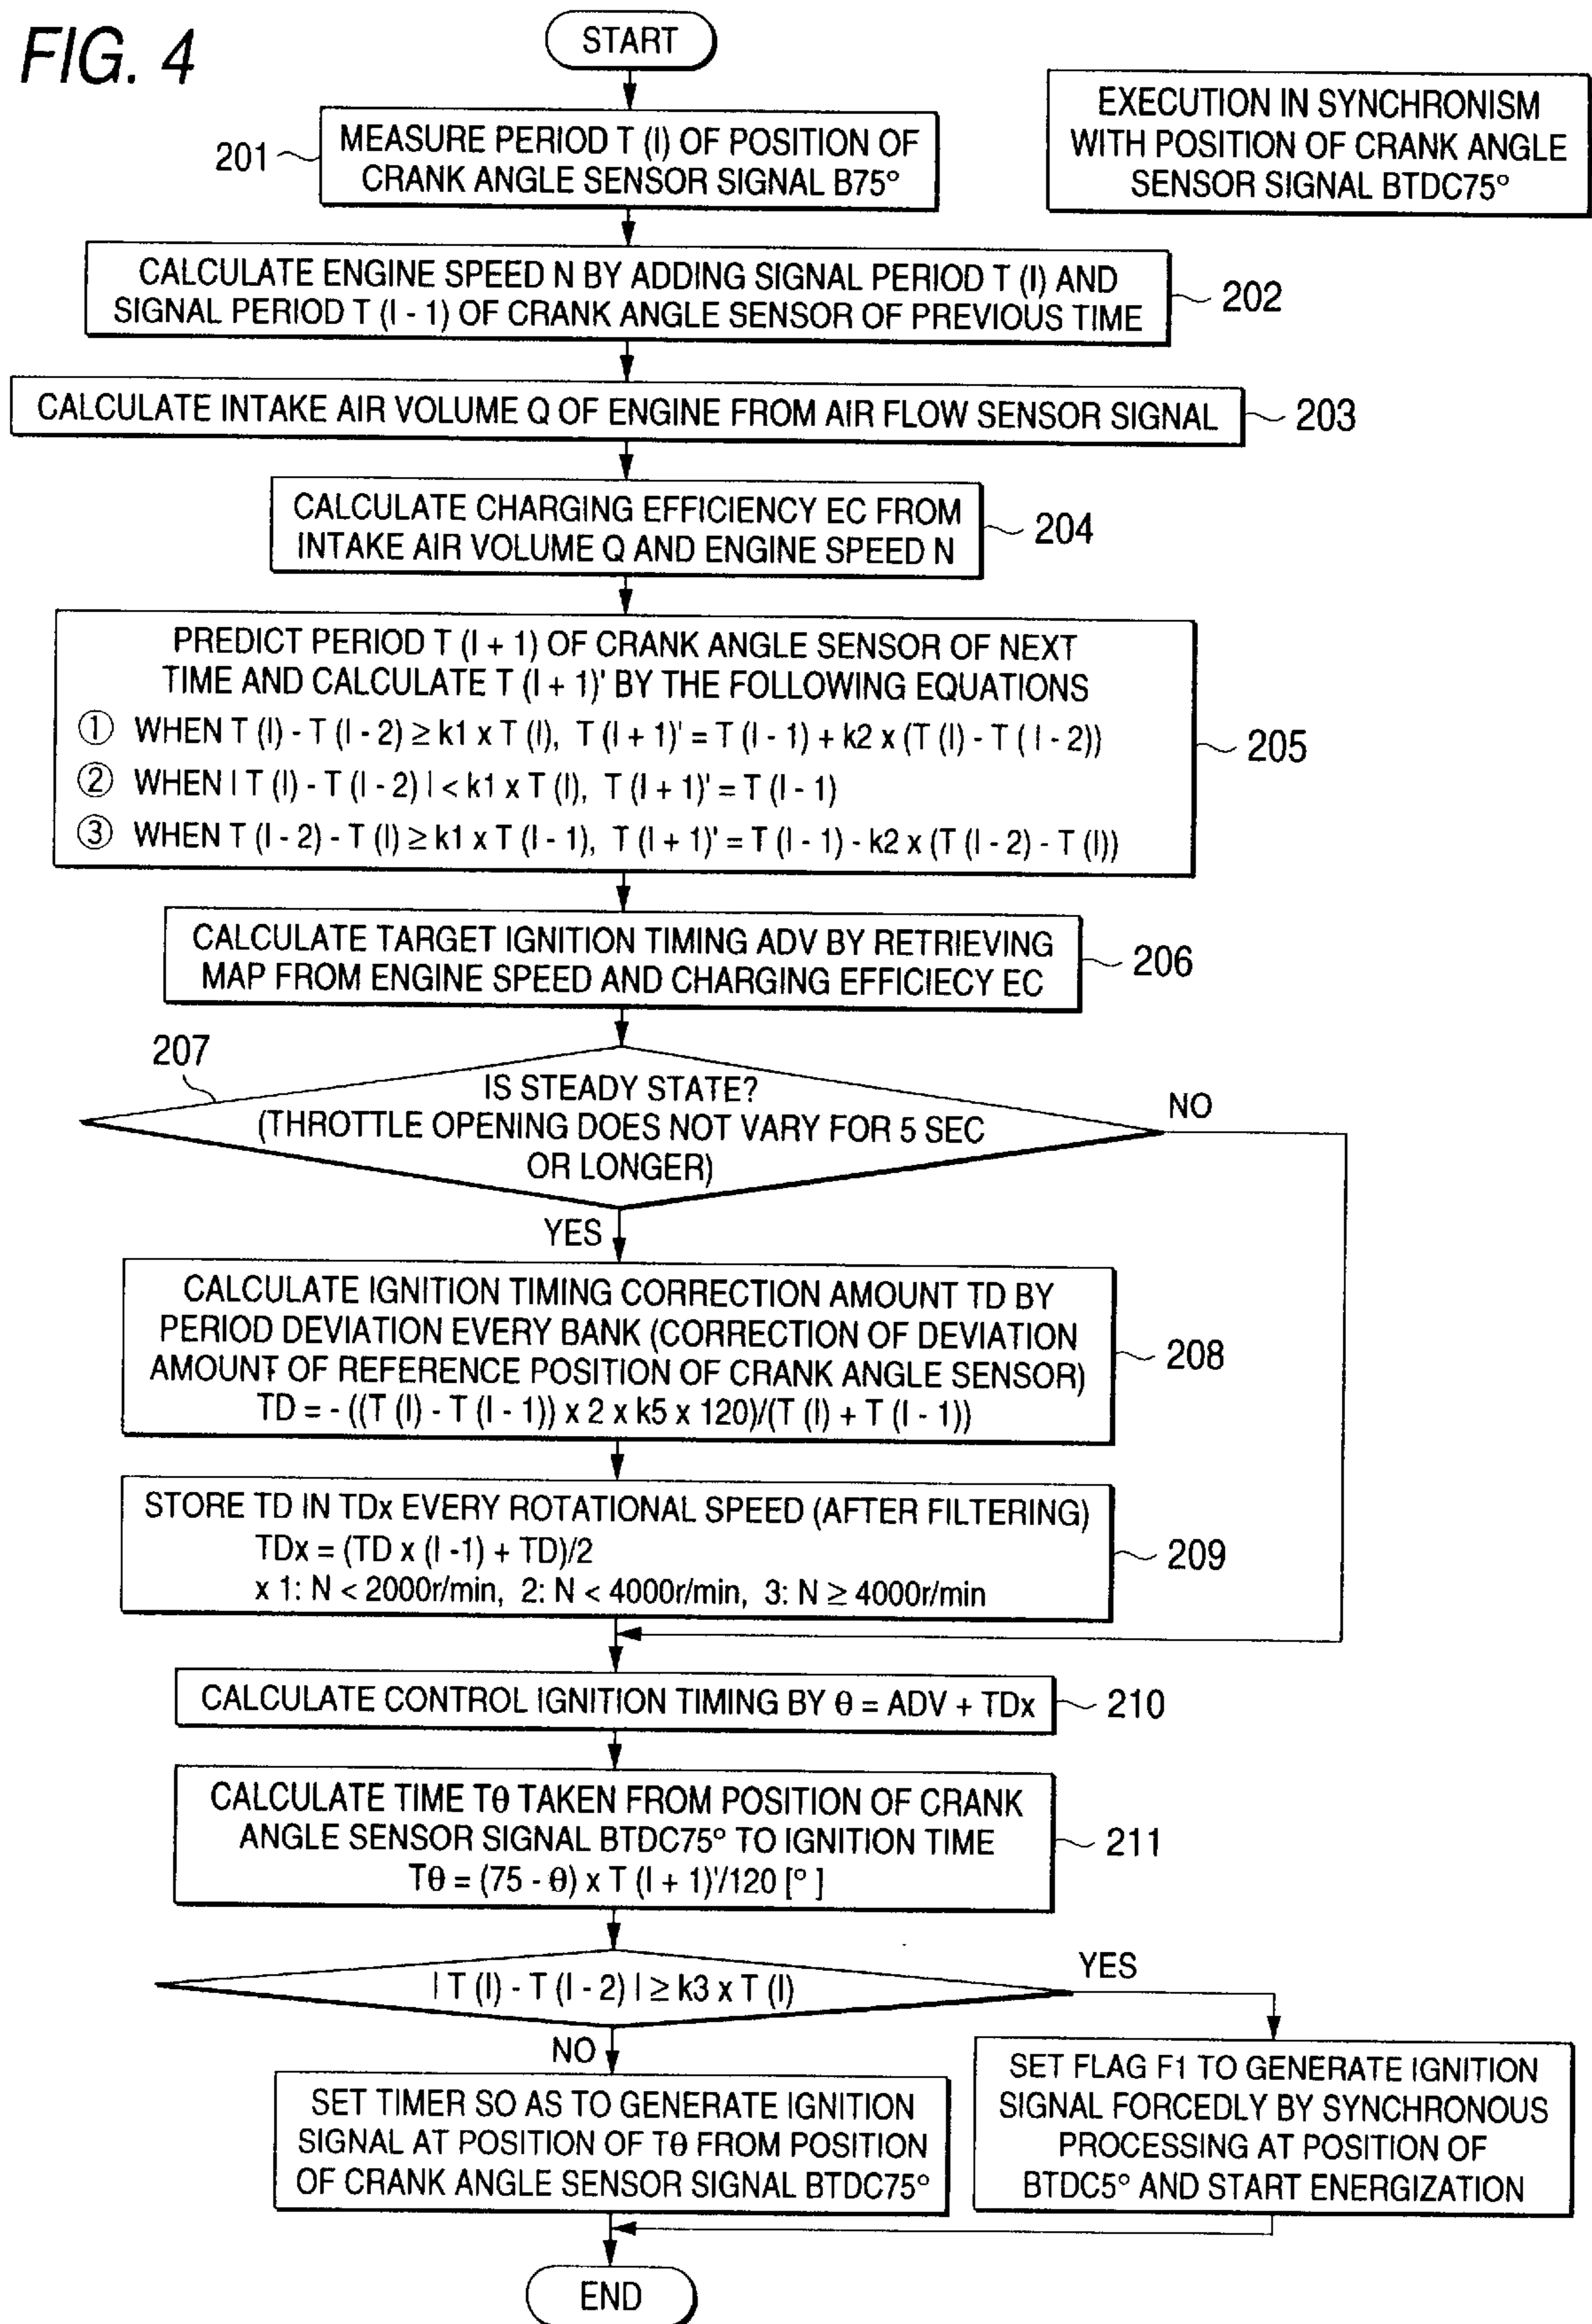 FIG. 4
START
EXECUTION IN SYNCHRONISM
WITH POSITION OF CRANK ANGLE
SENSOR SIGNAL BTDC75°
201
MEASURE PERIOD T (I) OF POSITION OF
CRANK ANGLE SENSOR SIGNAL B75°
CALCULATE ENGINE SPEED N BY ADDING SIGNAL PERIOD T (I) AND
SIGNAL PERIOD T (I - 1) OF CRANK ANGLE SENSOR OF PREVIOUS TIME
202
CALCULATE INTAKE AIR VOLUME Q OF ENGINE FROM AIR FLOW SENSOR SIGNAL
203
CALCULATE CHARGING EFFICIENCY EC FROM
INTAKE AIR VOLUME Q AND ENGINE SPEED N
204
PREDICT PERIOD T (I + 1) OF CRANK ANGLE SENSOR OF NEXT
TIME AND CALCULATE T (I + 1)' BY THE FOLLOWING EQUATIONS
① WHEN T (I) - T (I - 2) ≥ k1 x T (I), T (I + 1)' = T (I - 1) + k2 x (T (I) - T ( I - 2))
② WHEN I T (I) - T (I - 2) I < k1 x T (I), T (I + 1)' = T (I - 1)
③ WHEN T (I - 2) - T (I) ≥ k1 x T (I - 1), T (I + 1)' = T (I - 1) - k2 x (T (I - 2) - T (I))
205
CALCULATE TARGET IGNITION TIMING ADV BY RETRIEVING
MAP FROM ENGINE SPEED AND CHARGING EFFICIECY EC
206
207
IS STEADY STATE?
(THROTTLE OPENING DOES NOT VARY FOR 5 SEC
OR LONGER)
NO
YES
CALCULATE IGNITION TIMING CORRECTION AMOUNT TD BY
PERIOD DEVIATION EVERY BANK (CORRECTION OF DEVIATION
AMOUNT OF REFERENCE POSITION OF CRANK ANGLE SENSOR)
TD = - ((T (I) - T (I - 1)) x 2 x k5 x 120)/(T (I) + T (I - 1))
208
STORE TD IN TDx EVERY ROTATIONAL SPEED (AFTER FILTERING)
TDx = (TD x (I -1) + TD)/2
x 1: N < 2000r/min, 2: N < 4000r/min, 3: N ≥ 4000r/min
209
CALCULATE CONTROL IGNITION TIMING BY θ = ADV + TDx
210
CALCULATE TIME Tθ TAKEN FROM POSITION OF CRANK
ANGLE SENSOR SIGNAL BTDC75° TO IGNITION TIME
Tθ = (75 - θ) x T (I + 1)'/120 [° ]
211
I T (I) - T (I - 2) I ≥ k3 x T (I)
YES
NO
SET TIMER SO AS TO GENERATE IGNITION
SIGNAL AT POSITION OF Tθ FROM POSITION
OF CRANK ANGLE SENSOR SIGNAL BTDC75°
SET FLAG F1 TO GENERATE IGNITION
SIGNAL FORCEDLY BY SYNCHRONOUS
PROCESSING AT POSITION OF
BTDC5° AND START ENERGIZATION
END